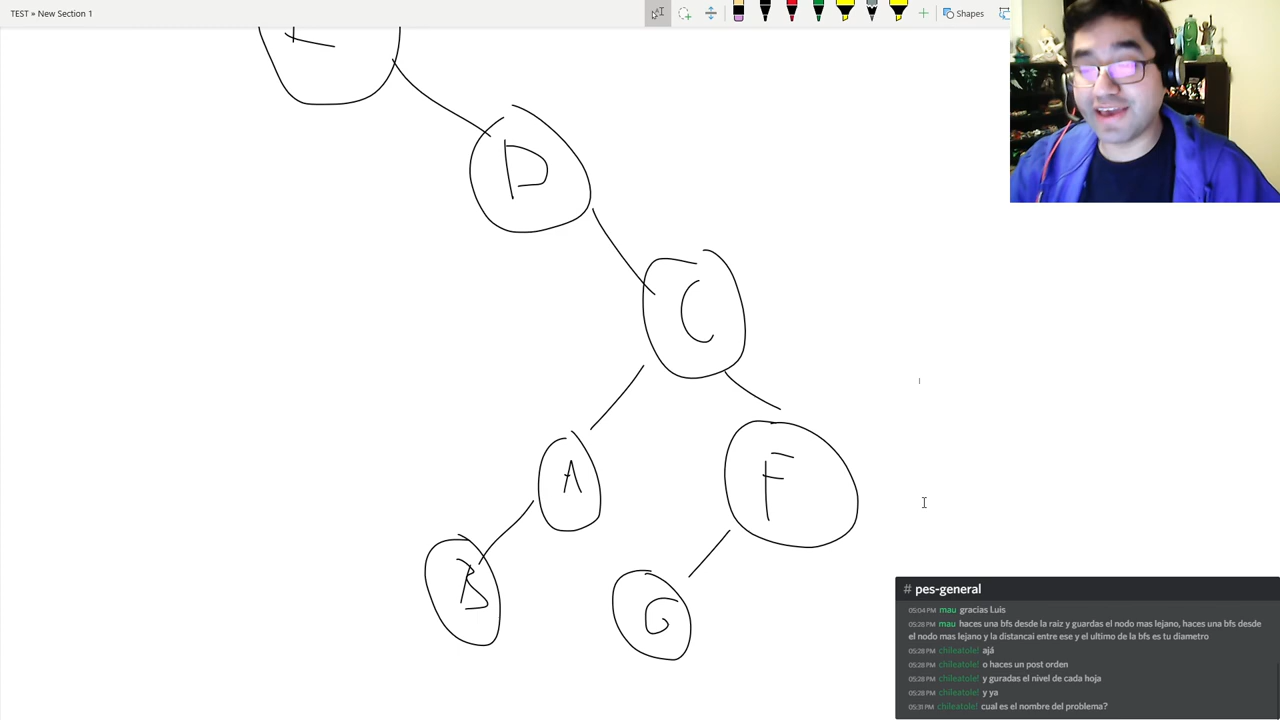 TEST » New Section 1
Shapes
D
C
A
F
B
G
# pes-general
05:04 PM mau gracias Luis
05:28 PM mau haces una bfs desde la raiz y guardas el nodo mas lejano, haces una bfs desde
el nodo mas lejano y la distancai entre ese y el ultimo de la bfs es tu diametro
05:28 PM chileatole! ajá
05:28 PM chileatole! o haces un post orden
05:28 PM chileatole! y guradas el nivel de cada hoja
05:28 PM chileatole! y ya
05:31 PM chileatole! cual es el nombre del problema?